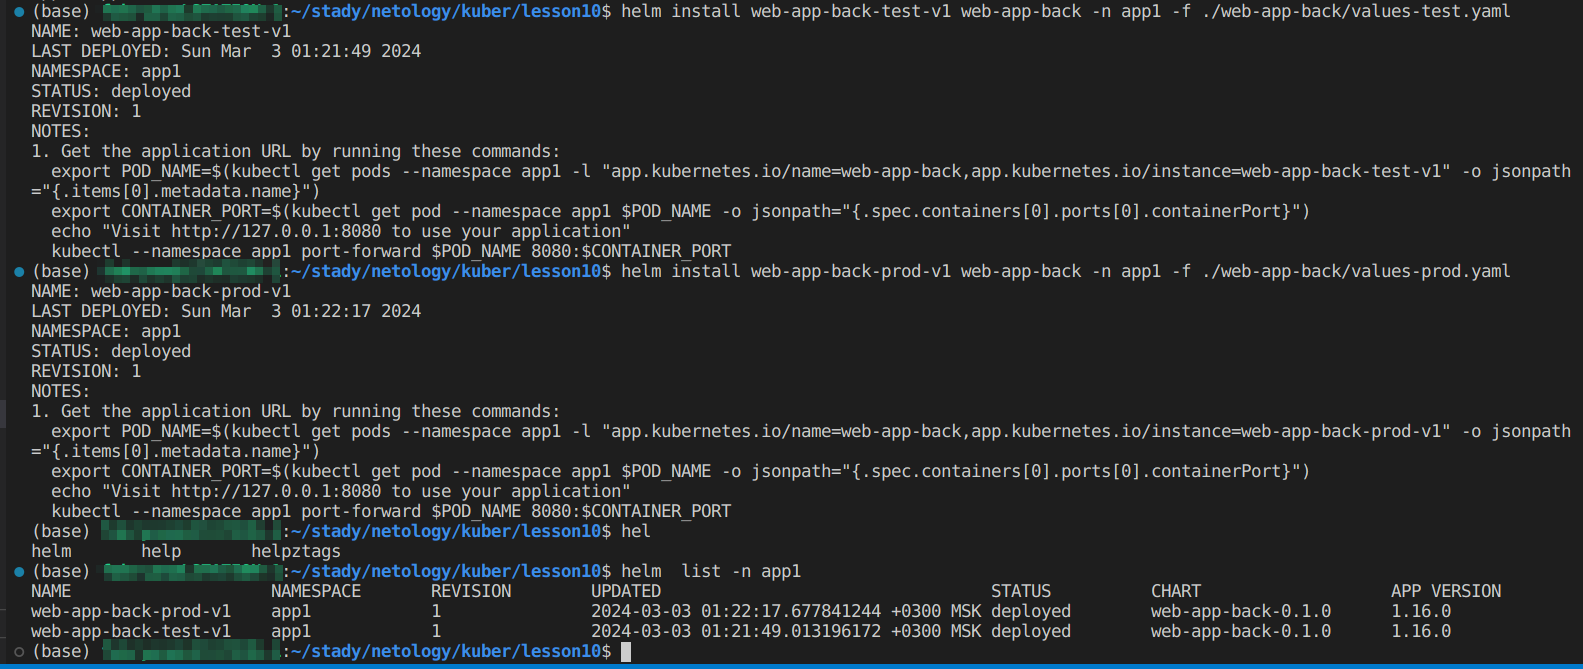 (base) :~/stady/netology/kuber/lesson10$ helm install web-app-back-test-v1 web-app-back -n app1 -f ./web-app-back/values-test.yaml
NAME: web-app-back-test-v1
LAST DEPLOYED: Sun Mar  3 01:21:49 2024
NAMESPACE: app1
STATUS: deployed
REVISION: 1
NOTES:
1. Get the application URL by running these commands:
  export POD_NAME=$(kubectl get pods --namespace app1 -l "app.kubernetes.io/name=web-app-back,app.kubernetes.io/instance=web-app-back-test-v1" -o jsonpath
="{.items[0].metadata.name}")
  export CONTAINER_PORT=$(kubectl get pod --namespace app1 $POD_NAME -o jsonpath="{.spec.containers[0].ports[0].containerPort}")
  echo "Visit http://127.0.0.1:8080 to use your application"
  kubectl --namespace app1 port-forward $POD_NAME 8080:$CONTAINER_PORT
(base) :~/stady/netology/kuber/lesson10$ helm install web-app-back-prod-v1 web-app-back -n app1 -f ./web-app-back/values-prod.yaml
NAME: web-app-back-prod-v1
LAST DEPLOYED: Sun Mar  3 01:22:17 2024
NAMESPACE: app1
STATUS: deployed
REVISION: 1
NOTES:
1. Get the application URL by running these commands:
  export POD_NAME=$(kubectl get pods --namespace app1 -l "app.kubernetes.io/name=web-app-back,app.kubernetes.io/instance=web-app-back-prod-v1" -o jsonpath
="{.items[0].metadata.name}")
  export CONTAINER_PORT=$(kubectl get pod --namespace app1 $POD_NAME -o jsonpath="{.spec.containers[0].ports[0].containerPort}")
  echo "Visit http://127.0.0.1:8080 to use your application"
  kubectl --namespace app1 port-forward $POD_NAME 8080:$CONTAINER_PORT
(base) :~/stady/netology/kuber/lesson10$ hel
helm       help       helpztags
(base) :~/stady/netology/kuber/lesson10$ helm  list -n app1
NAME                    NAMESPACE       REVISION        UPDATED                                 STATUS          CHART                   APP VERSION
web-app-back-prod-v1    app1            1               2024-03-03 01:22:17.677841244 +0300 MSK deployed        web-app-back-0.1.0      1.16.0
web-app-back-test-v1    app1            1               2024-03-03 01:21:49.013196172 +0300 MSK deployed        web-app-back-0.1.0      1.16.0
(base) :~/stady/netology/kuber/lesson10$